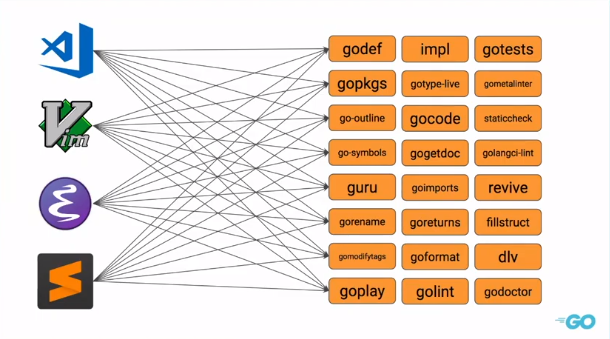 godef impl gotests
gopkgs gotype-live gometalinter
Vim
go-outline gocode staticcheck
go-symbols gogetdoc golangci-lint
guru goimports revive
gorename goreturns fillstruct
gomodifytags goformat dlv
goplay golint godoctor
GO